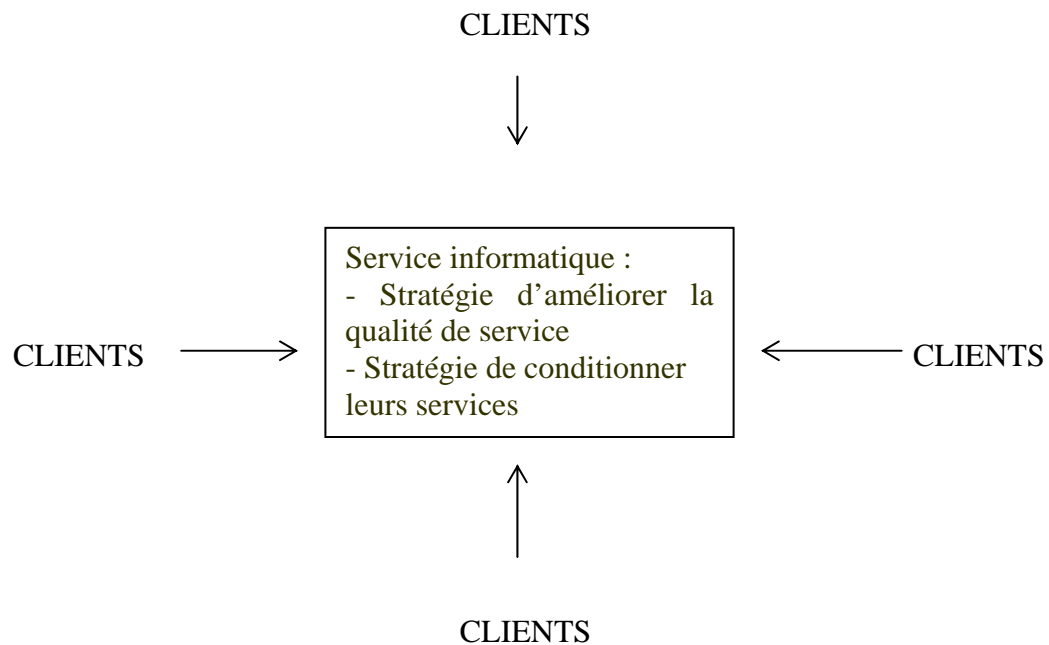 CLIENTS
Service informatique :
- Stratégie d’améliorer la
qualité de service
- Stratégie de conditionner
leurs services
CLIENTS
CLIENTS
CLIENTS